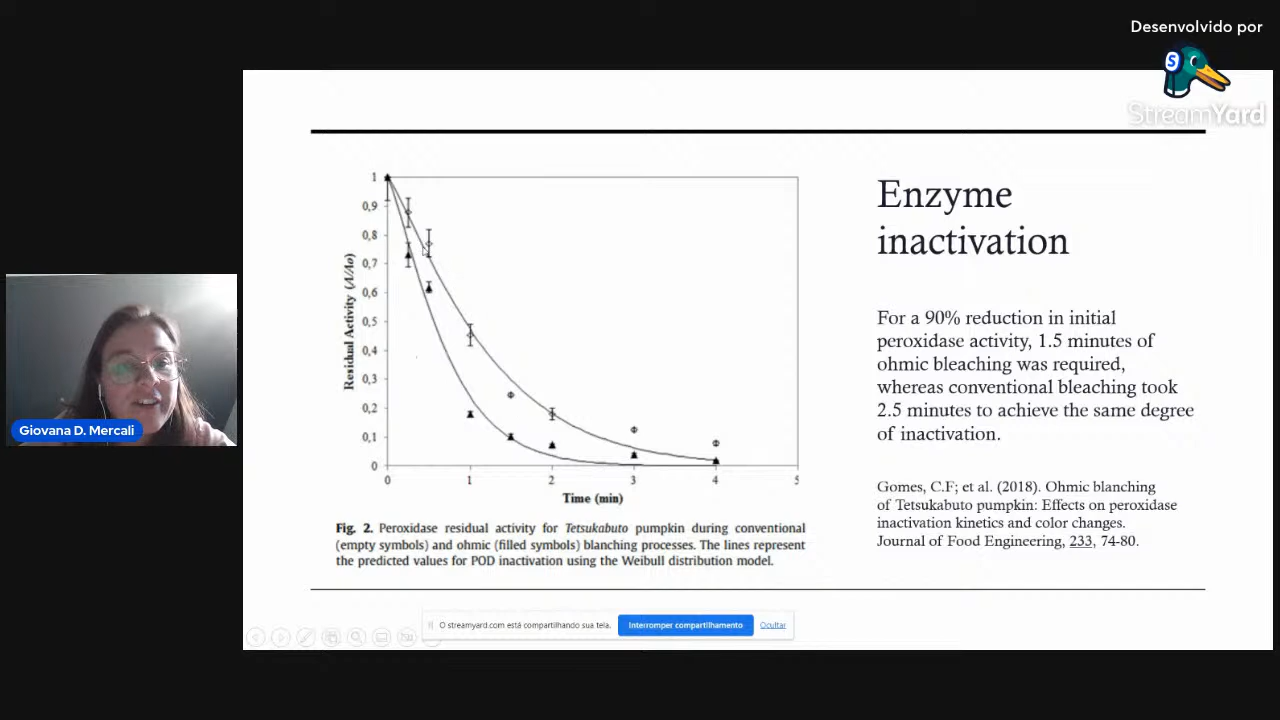 Desenvolvido por
StreamYard
S
1
0,9
0,8
0,7
0,6
0,5
0,4
0,3
0,2
0,1
0
Residual Activity (A/Ao)
0 1 2 3 4 5
Time (min)
Fig. 2. Peroxidase residual activity for Tetsukabuto pumpkin during conventional
(empty symbols) and ohmic (filled symbols) blanching processes. The lines represent
the predicted values for POD inactivation using the Weibull distribution model.
Enzyme
inactivation
For a 90% reduction in initial
peroxidase activity, 1.5 minutes of
ohmic bleaching was required,
whereas conventional bleaching took
2.5 minutes to achieve the same degree
of inactivation.
Gomes, C.F; et al. (2018). Ohmic blanching
of Tetsukabuto pumpkin: Effects on peroxidase
inactivation kinetics and color changes.
Journal of Food Engineering, 233, 74-80.
Giovana D. Mercali
O streamyard.com está compartilhando sua tela. Interromper compartilhamento Ocultar